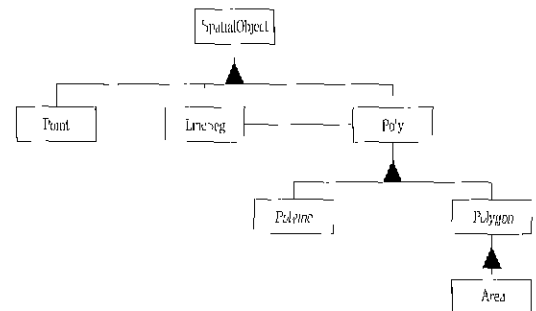 SpatialObject
Point
LineSeg
Poly
Polyline
Polygon
Area